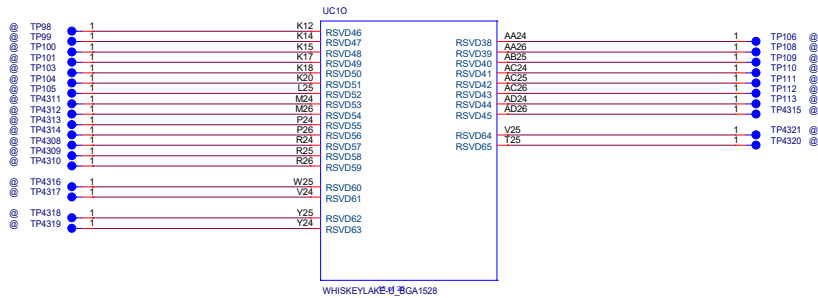 UC1O
@ TP98 1 K12 RSVD46
@ TP99 1 K14 RSVD47
@ TP100 1 K15 RSVD48
@ TP101 1 K17 RSVD49
@ TP103 1 K18 RSVD50
@ TP104 1 K20 RSVD51
@ TP105 1 L25 RSVD52
@ TP4311 1 M24 RSVD53
@ TP4312 1 M26 RSVD54
@ TP4313 1 P24 RSVD55
@ TP4314 1 P26 RSVD56
@ TP4308 1 R24 RSVD57
@ TP4309 1 R25 RSVD58
@ TP4310 1 R26 RSVD59
@ TP4316 1 W25 RSVD60
@ TP4317 1 V24 RSVD61
@ TP4318 1 Y25 RSVD62
@ TP4319 1 Y24 RSVD63
RSVD38 AA24 1 TP106 @
RSVD39 AA26 1 TP108 @
RSVD40 AB25 1 TP109 @
RSVD41 AC24 1 TP110 @
RSVD42 AC25 1 TP111 @
RSVD43 AC26 1 TP112 @
RSVD44 AD24 1 TP113 @
RSVD45 AD26 1 TP4315 @
RSVD64 V25 1 TP4321 @
RSVD65 T25 1 TP4320 @
WHISKEYLAKE-U_BGA1528